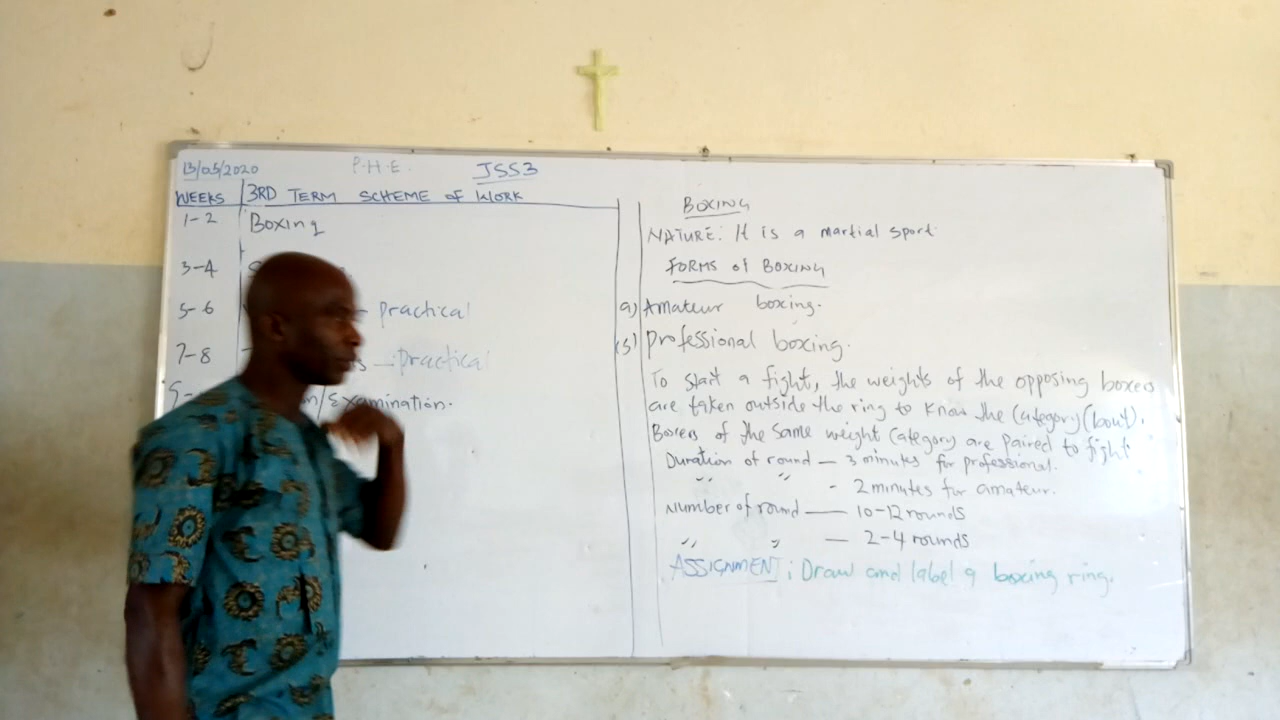 13/05/2020 P.H.E. JSS3
WEEKS 3RD TERM SCHEME of WORK
1-2 Boxing
3-4
5-6 - practical
7-8 - practical
/Examination.
BOXING
NATURE: It is a martial sport
FORMS of BOXING
a) Amateur boxing.
(b) professional boxing.
To start a fight, the weights of the opposing boxers
are taken outside the ring to know the category (bout).
Boxers of the same weight category are paired to fight
Duration of round — 3 minutes for professional.
" " - 2 minutes for amateur.
Number of round — 10-12 rounds
" " — 2-4 rounds
ASSIGNMENT: Draw and label a boxing ring.